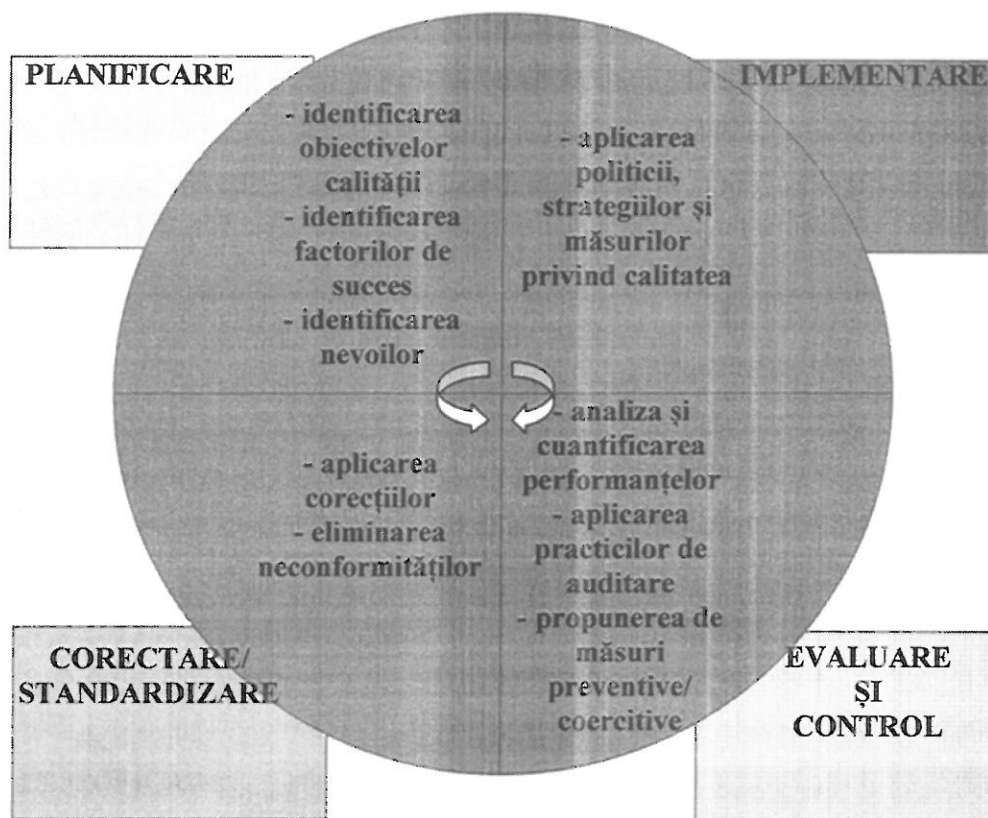 PLANIFICARE
- identificarea
obiectivelor
calității
- identificarea
factorilor de
succes
- identificarea
nevoilor
IMPLEMENTARE
- aplicarea
politicii,
strategiilor și
măsurilor
privind calitatea
- aplicarea
corecțiilor
- eliminarea
neconformităților
CORECTARE/
STANDARDIZARE
- analiza și
cuantificarea
performanțelor
- aplicarea
practicilor de
auditare
- propunerea de
măsuri
preventive/
coercitive
EVALUARE
ȘI
CONTROL